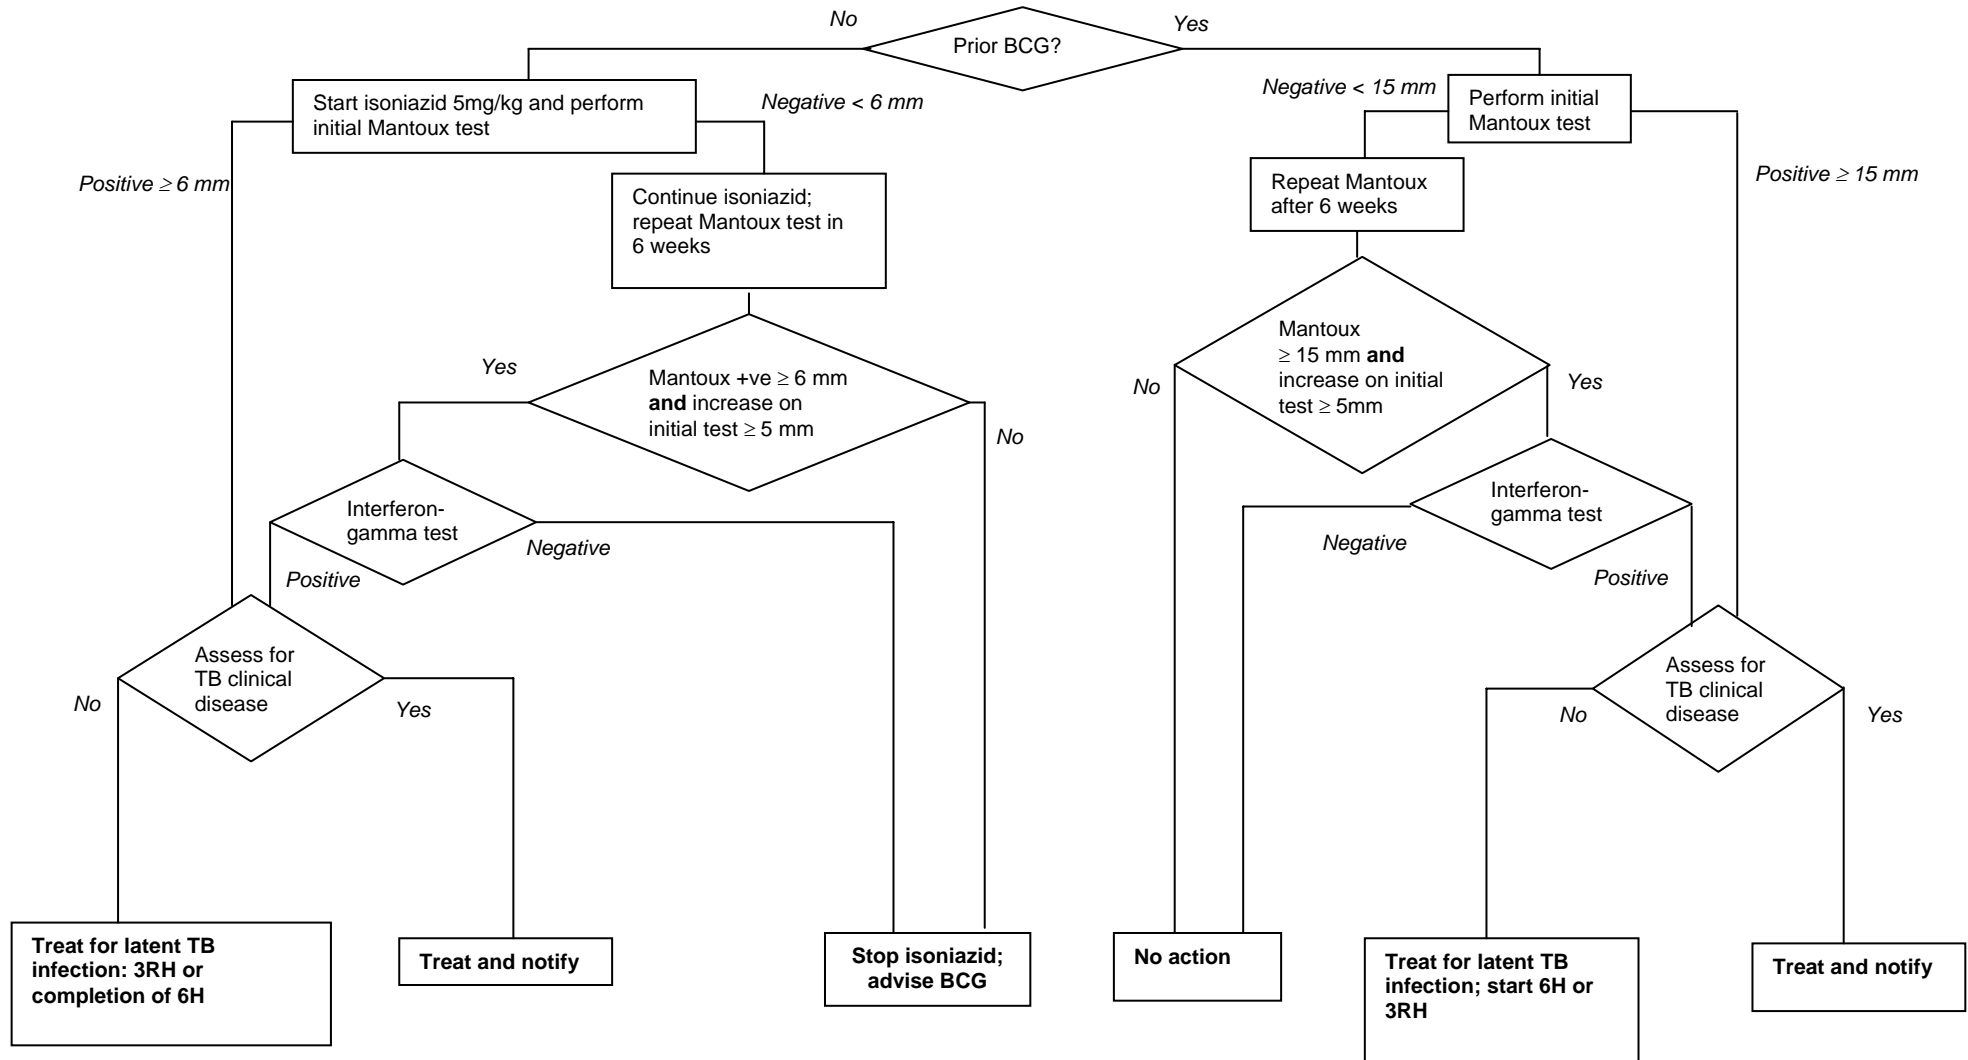 No
Yes
Prior BCG?
Start isoniazid 5mg/kg and perform
initial Mantoux test
Negative < 6 mm
Negative < 15 mm
Perform initial
Mantoux test
Positive ≥ 6 mm
Positive ≥ 15 mm
Continue isoniazid;
repeat Mantoux test in
6 weeks
Repeat Mantoux
after 6 weeks
Yes
Mantoux +ve ≥ 6 mm
and increase on
initial test ≥ 5 mm
No
Mantoux
≥ 15 mm and
increase on initial
test ≥ 5mm
No
Yes
Interferon-
gamma test
Negative
Positive
Interferon-
gamma test
Negative
Positive
Assess for
TB clinical
disease
No
Yes
Assess for
TB clinical
disease
No
Yes
Treat for latent TB
infection: 3RH or
completion of 6H
Treat and notify
Stop isoniazid;
advise BCG
No action
Treat for latent TB
infection; start 6H or
3RH
Treat and notify